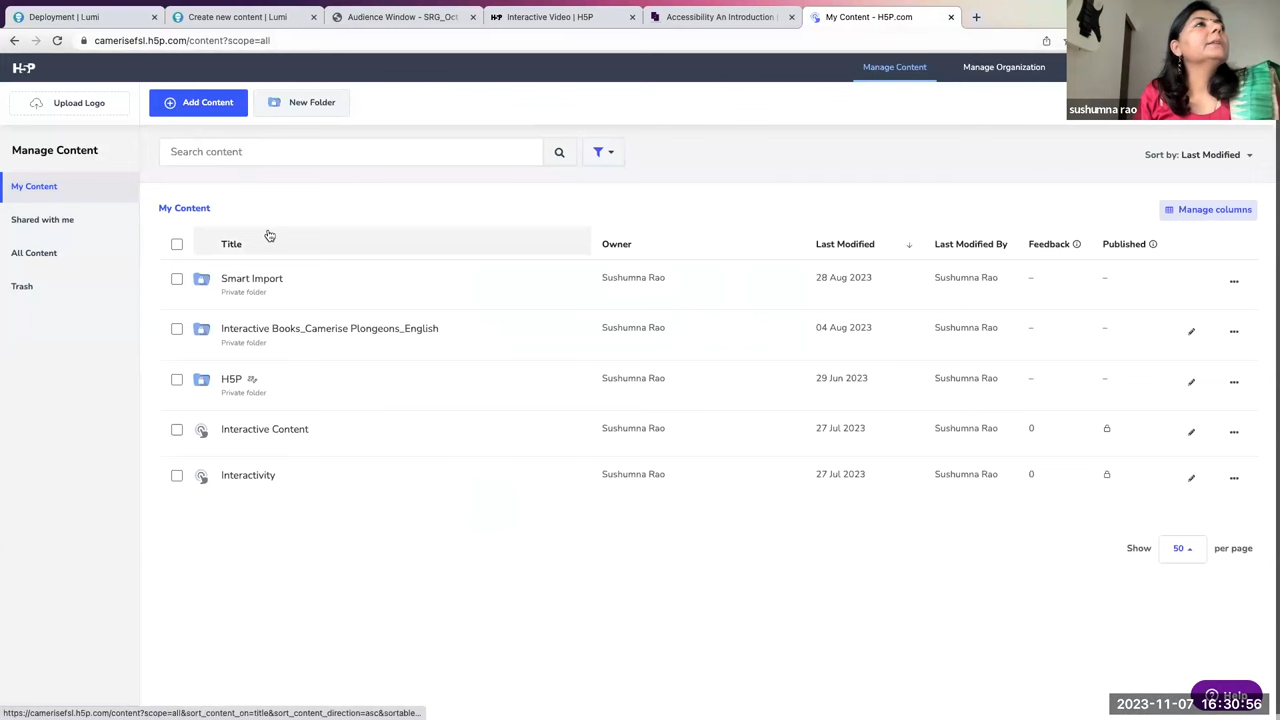 Deployment | Lumi
Create new content | Lumi
Audience Window - SRG_Oct
H-P Interactive Video | H5P
Accessibility An Introduction
My Content - H5P.com
camerisefsl.h5p.com/content?scope=all
H5P
Manage Content
Manage Organization
sushumna rao
Upload Logo
Add Content
New Folder
Manage Content
Search content
Sort by: Last Modified
My Content
Shared with me
All Content
Trash
My Content
Manage columns
Title Owner Last Modified Last Modified By Feedback Published
Smart Import Sushumna Rao 28 Aug 2023 Sushumna Rao – –
Private folder
Interactive Books_Camerise Plongeons_English Sushumna Rao 04 Aug 2023 Sushumna Rao – –
Private folder
H5P Sushumna Rao 29 Jun 2023 Sushumna Rao – –
Private folder
Interactive Content Sushumna Rao 27 Jul 2023 Sushumna Rao 0
Interactivity Sushumna Rao 27 Jul 2023 Sushumna Rao 0
Show 50 per page
Help
https://camerisefsl.h5p.com/content?scope=all&sort_content_on=title&sort_content_direction=asc&sortable...
2023-11-07 16:30:56